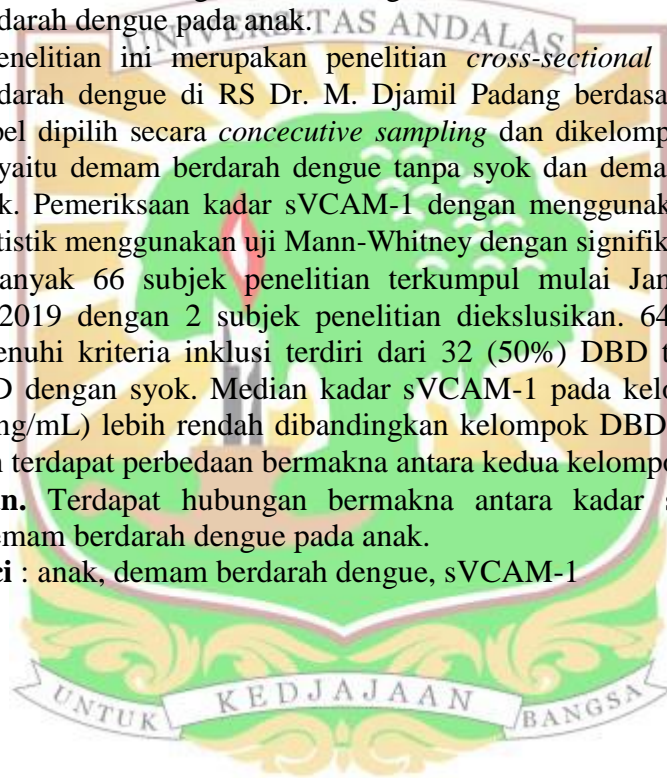 darah dengue pada anak.
UNIVERSITAS ANDALAS
enelitian ini merupakan penelitian cross-sectional
darah dengue di RS Dr. M. Djamil Padang berdasa
pel dipilih secara concecutive sampling dan dikelomp
yaitu demam berdarah dengue tanpa syok dan dema
k. Pemeriksaan kadar sVCAM-1 dengan menggunak
tistik menggunakan uji Mann-Whitney dengan signifik
anyak 66 subjek penelitian terkumpul mulai Jan
2019 dengan 2 subjek penelitian diekslusikan. 64
enuhi kriteria inklusi terdiri dari 32 (50%) DBD t
D dengan syok. Median kadar sVCAM-1 pada kelo
ng/mL) lebih rendah dibandingkan kelompok DBD
n terdapat perbedaan bermakna antara kedua kelompo
n. Terdapat hubungan bermakna antara kadar s
emam berdarah dengue pada anak.
ci : anak, demam berdarah dengue, sVCAM-1
UNTUK KEDJAJAAN BANGSA